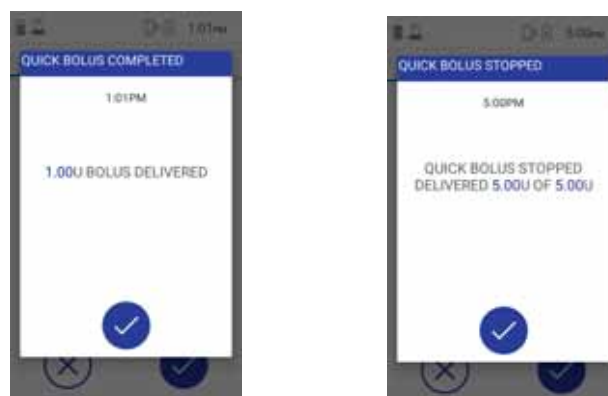 1:01PM
QUICK BOLUS COMPLETED
1:01PM
1.00U BOLUS DELIVERED
5:00PM
QUICK BOLUS STOPPED
5:00PM
QUICK BOLUS STOPPED
DELIVERED 5.00U OF 5.00U